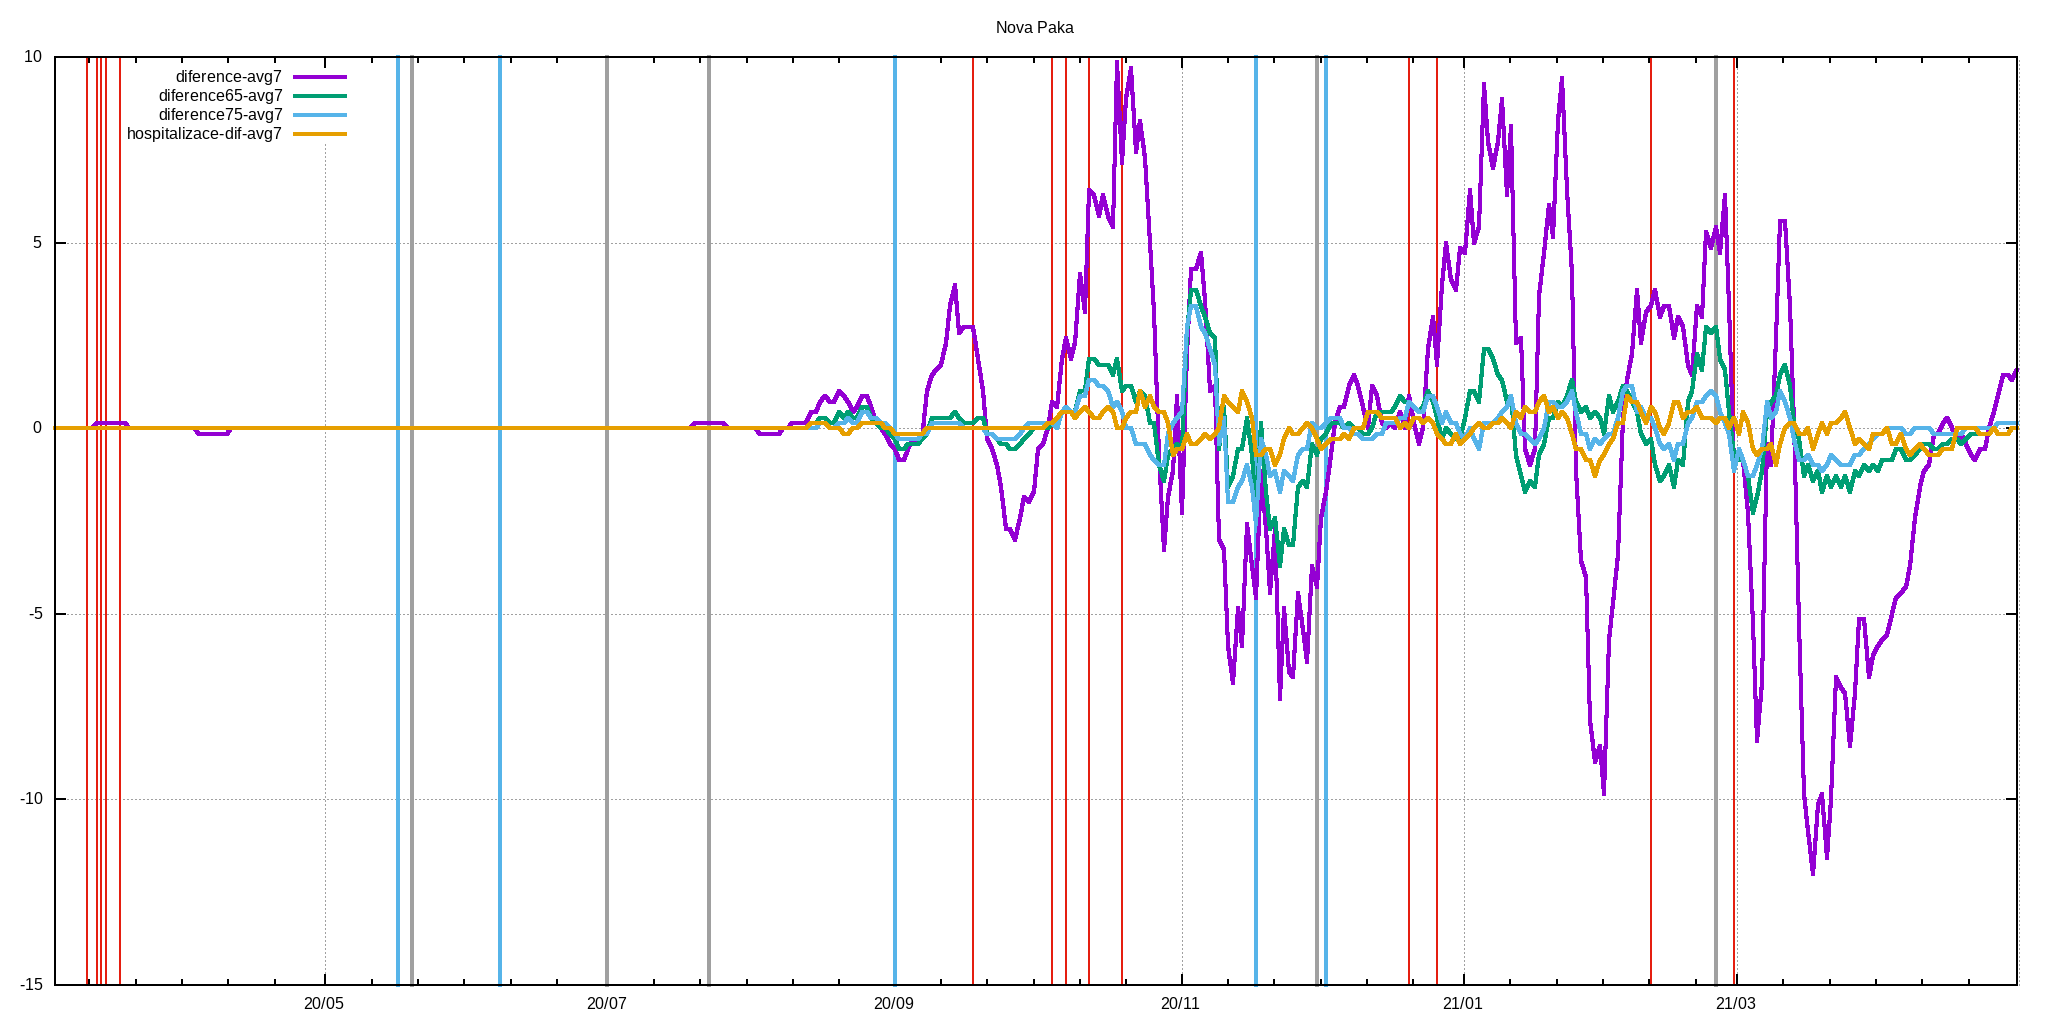 Nova Paka
10
diference-avg7
diference65-avg7
diference75-avg7
hospitalizace-dif-avg7
5
0
-5
-10
-15
20/05
20/07
20/09
20/11
21/01
21/03